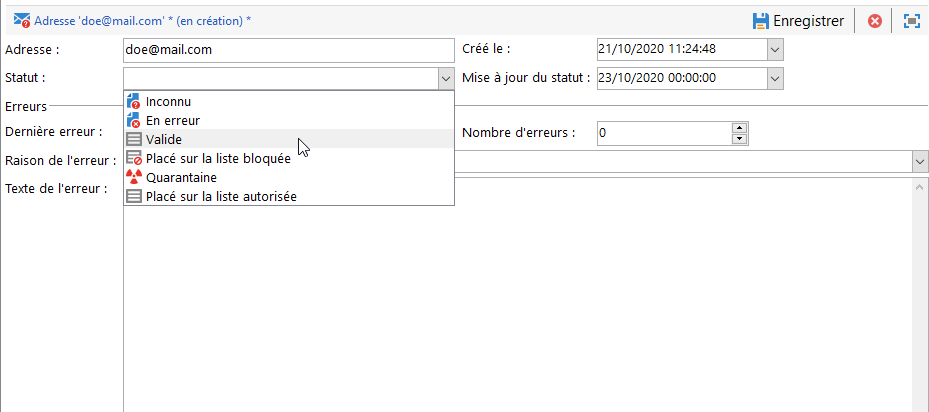 Adresse 'doe@mail.com' * (en création) *
Enregistrer
Adresse : doe@mail.com Créé le : 21/10/2020 11:24:48
Statut : Mise à jour du statut : 23/10/2020 00:00:00
Inconnu
Erreurs
En erreur
Dernière erreur : Nombre d'erreurs : 0
Valide
Raison de l'erreur :
Placé sur la liste bloquée
Quarantaine
Texte de l'erreur :
Placé sur la liste autorisée